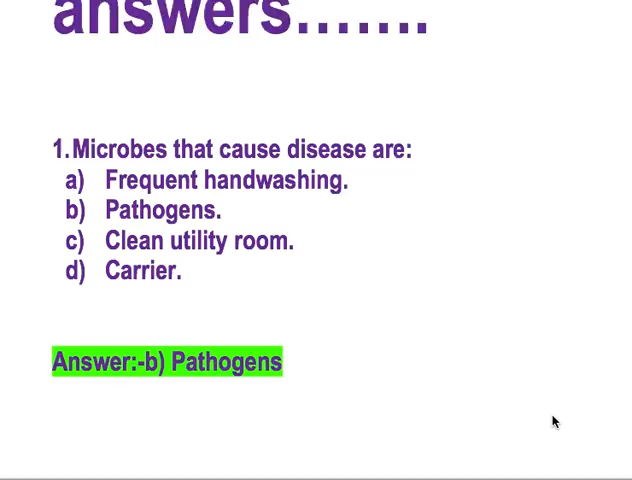 answers.......
1.Microbes that cause disease are:
a) Frequent handwashing.
b) Pathogens.
c) Clean utility room.
d) Carrier.
Answer:-b) Pathogens